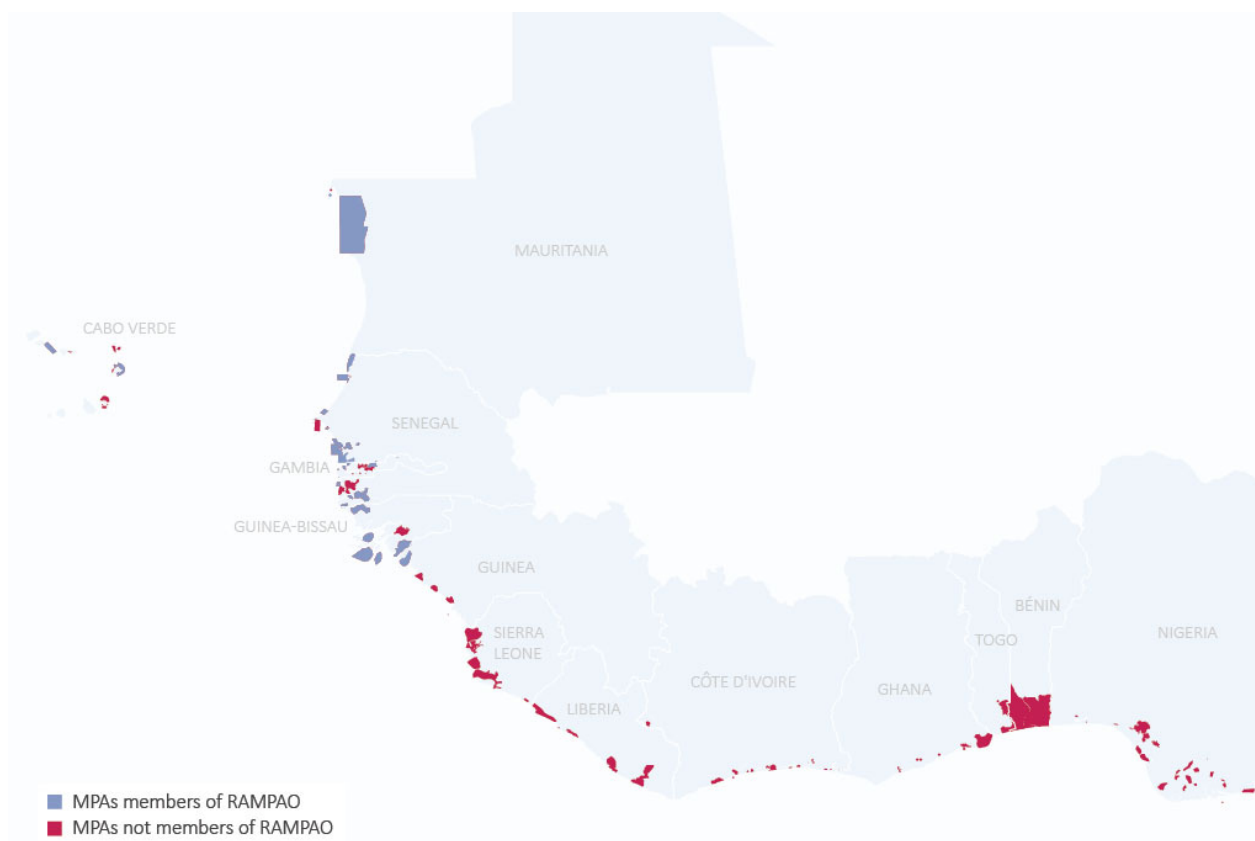 MAURITANIA
CABO VERDE
SENEGAL
GAMBIA
GUINEA-BISSAU
GUINEA
SIERRA
LEONE
LIBERIA
CÔTE D'IVOIRE
GHANA
TOGO
BÉNIN
NIGERIA
MPAs members of RAMPAO
MPAs not members of RAMPAO